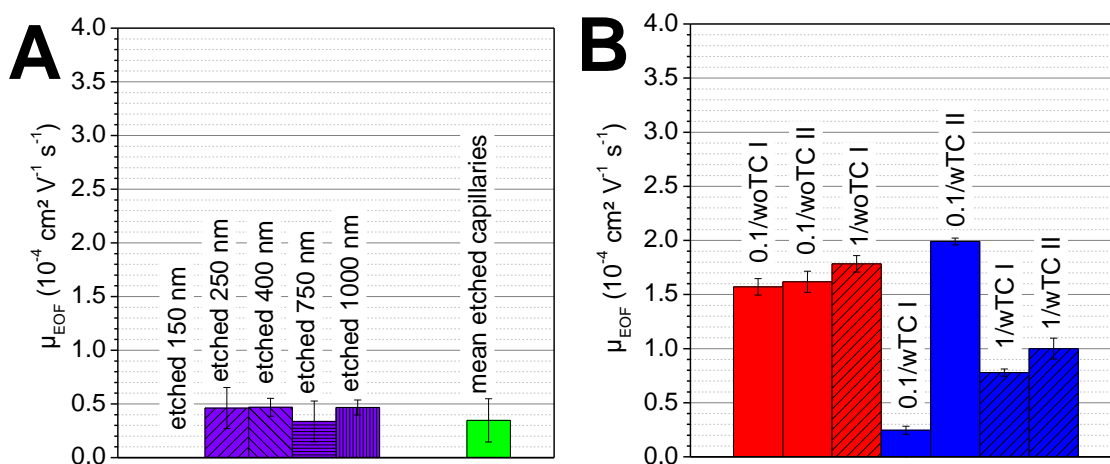 A
4.0
3.5
3.0
2.5
2.0
1.5
1.0
0.5
0.0
μEOF (10⁻⁴ cm² V⁻¹ s⁻¹)
etched 150 nm
etched 250 nm
etched 400 nm
etched 750 nm
etched 1000 nm
mean etched capillaries
B
4.0
3.5
3.0
2.5
2.0
1.5
1.0
0.5
0.0
μEOF (10⁻⁴ cm² V⁻¹ s⁻¹)
0.1/woTC I
0.1/woTC II
1/woTC I
0.1/wTC I
0.1/wTC II
1/wTC I
1/wTC II